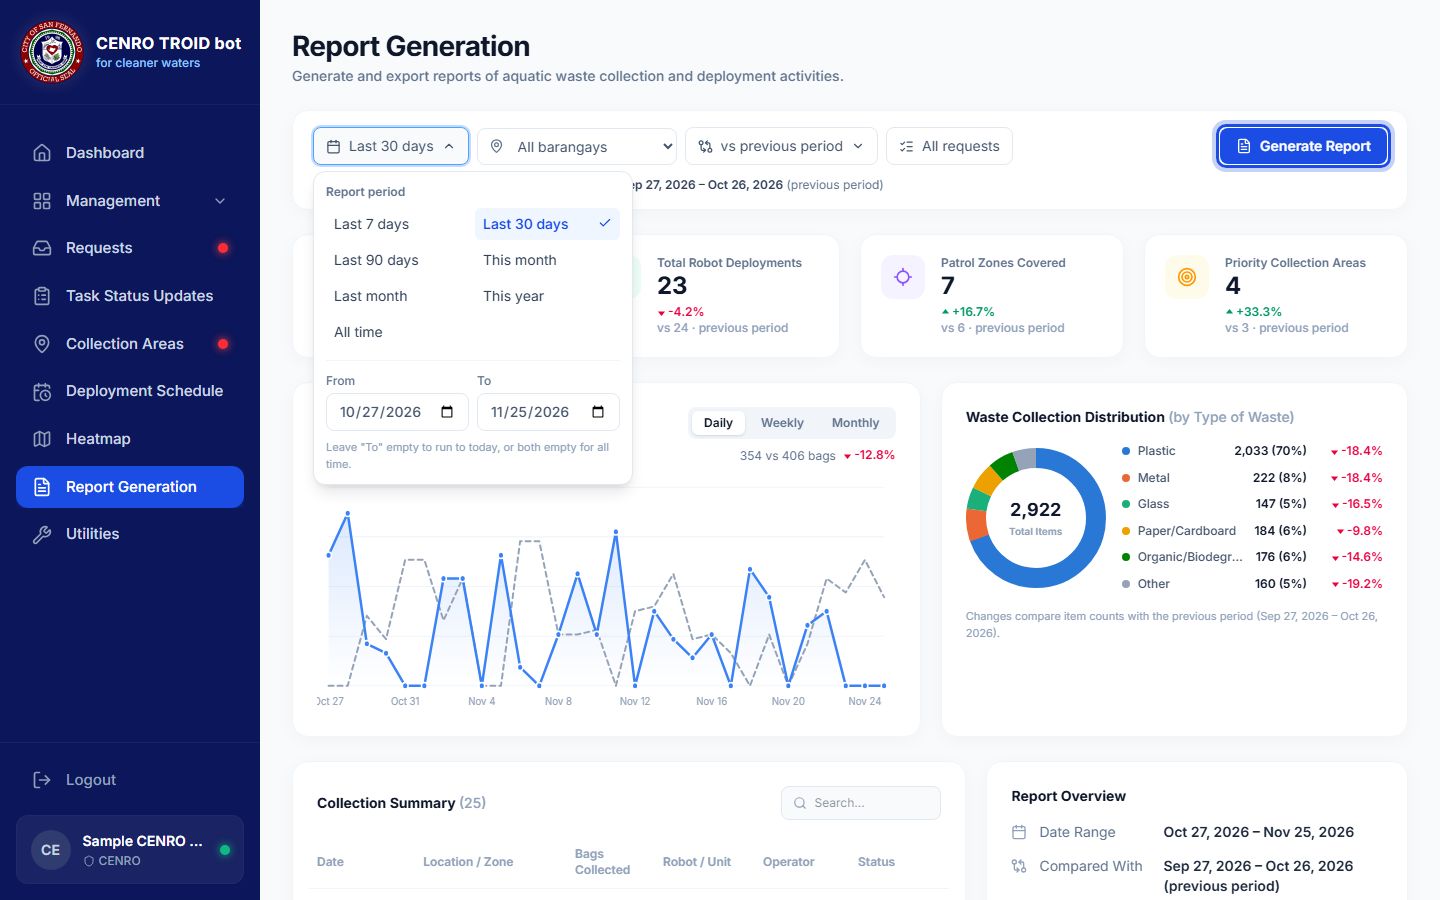 CITY OF SAN FERNANDO
OFFICIAL SEAL
CENRO TROID bot
for cleaner waters
Dashboard
Management
Requests
Task Status Updates
Collection Areas
Deployment Schedule
Heatmap
Report Generation
Utilities
Logout
CE
Sample CENRO ...
CENRO
Report Generation
Generate and export reports of aquatic waste collection and deployment activities.
Last 30 days
All barangays
vs previous period
All requests
Generate Report
ep 27, 2026 – Oct 26, 2026 (previous period)
Report period
Last 7 days
Last 30 days
Last 90 days
This month
Last month
This year
All time
From
To
10/27/2026
11/25/2026
Leave "To" empty to run to today, or both empty for all
time.
Total Robot Deployments
23
-4.2%
vs 24 · previous period
Patrol Zones Covered
7
+16.7%
vs 6 · previous period
Priority Collection Areas
4
+33.3%
vs 3 · previous period
Daily
Weekly
Monthly
354 vs 406 bags -12.8%
Oct 27
Oct 31
Nov 4
Nov 8
Nov 12
Nov 16
Nov 20
Nov 24
Waste Collection Distribution (by Type of Waste)
2,922
Total Items
Plastic 2,033 (70%) -18.4%
Metal 222 (8%) -18.4%
Glass 147 (5%) -16.5%
Paper/Cardboard 184 (6%) -9.8%
Organic/Biodegr... 176 (6%) -14.6%
Other 160 (5%) -19.2%
Changes compare item counts with the previous period (Sep 27, 2026 – Oct 26,
2026).
Collection Summary (25)
Search...
Date
Location / Zone
Bags
Collected
Robot / Unit
Operator
Status
Report Overview
Date Range
Oct 27, 2026 – Nov 25, 2026
Compared With
Sep 27, 2026 – Oct 26, 2026
(previous period)